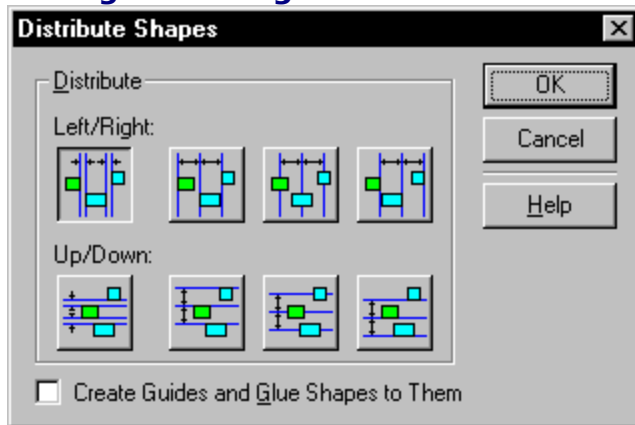 Distribute Shapes
Distribute
OK
Left/Right:
Cancel
Help
Up/Down:
Create Guides and Glue Shapes to Them